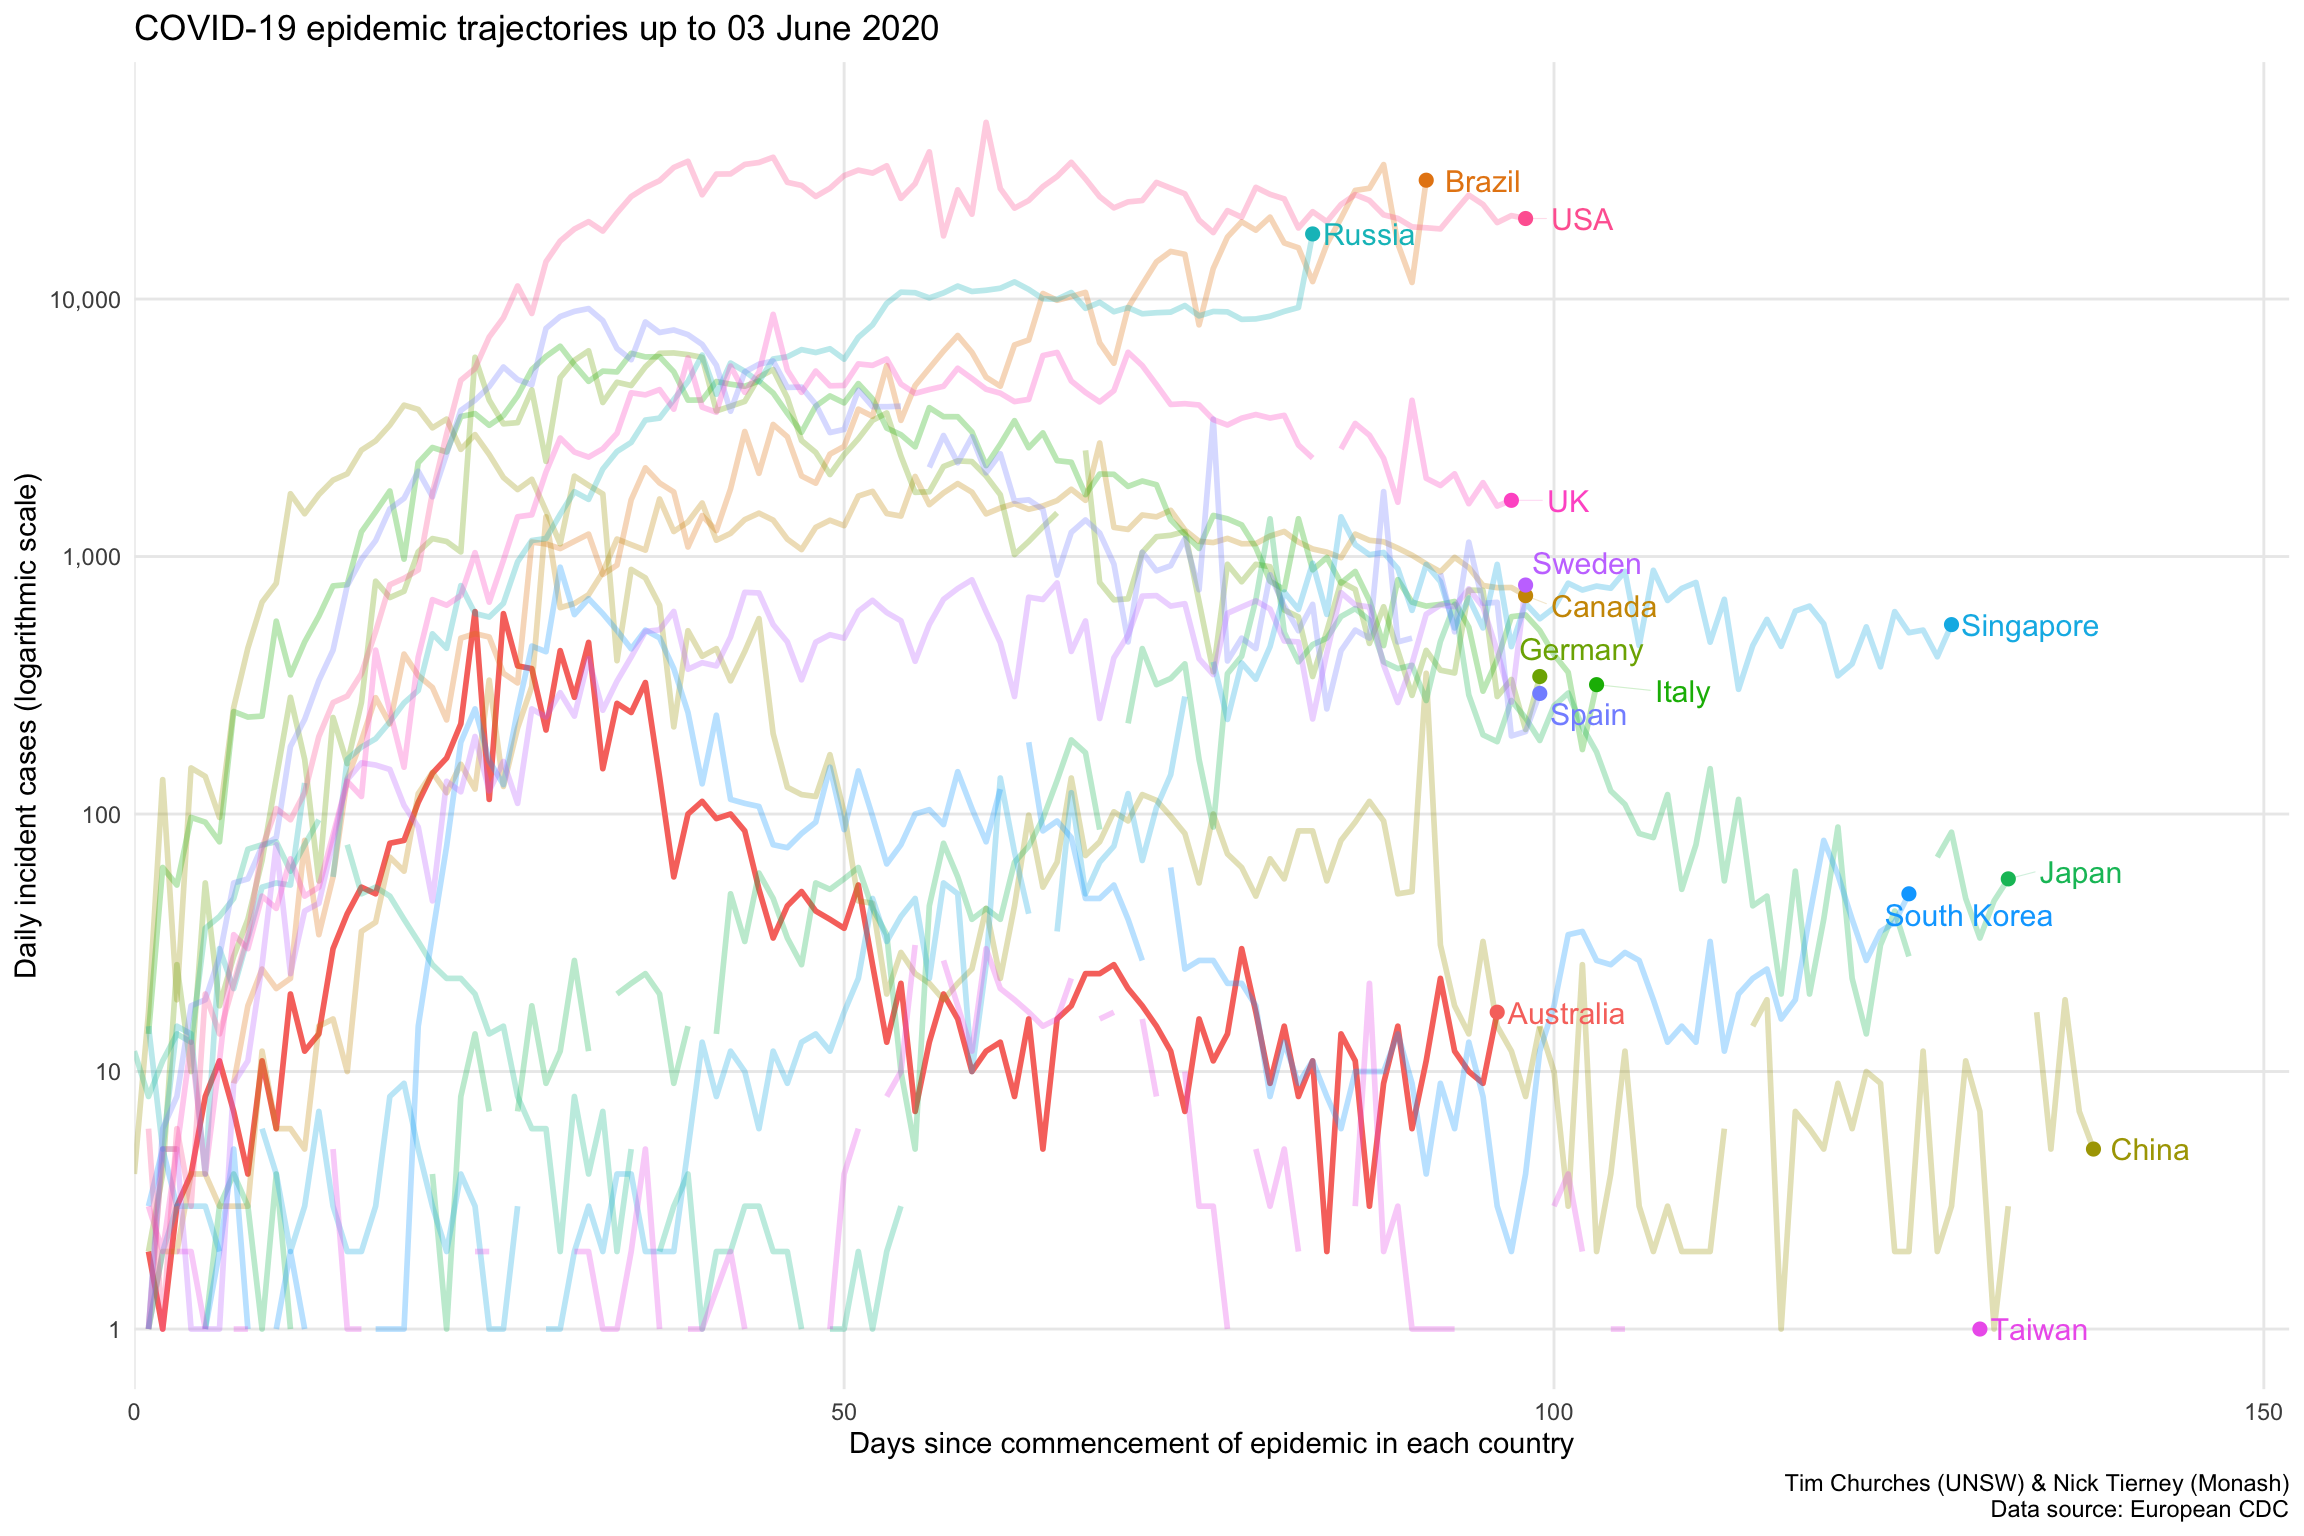 COVID-19 epidemic trajectories up to 03 June 2020
Daily incident cases (logarithmic scale)
10,000
1,000
100
10
1
Brazil
USA
Russia
UK
Sweden
Canada
Singapore
Germany
Italy
Spain
Japan
South Korea
Australia
China
Taiwan
0
50
100
150
Days since commencement of epidemic in each country
Tim Churches (UNSW) & Nick Tierney (Monash)
Data source: European CDC